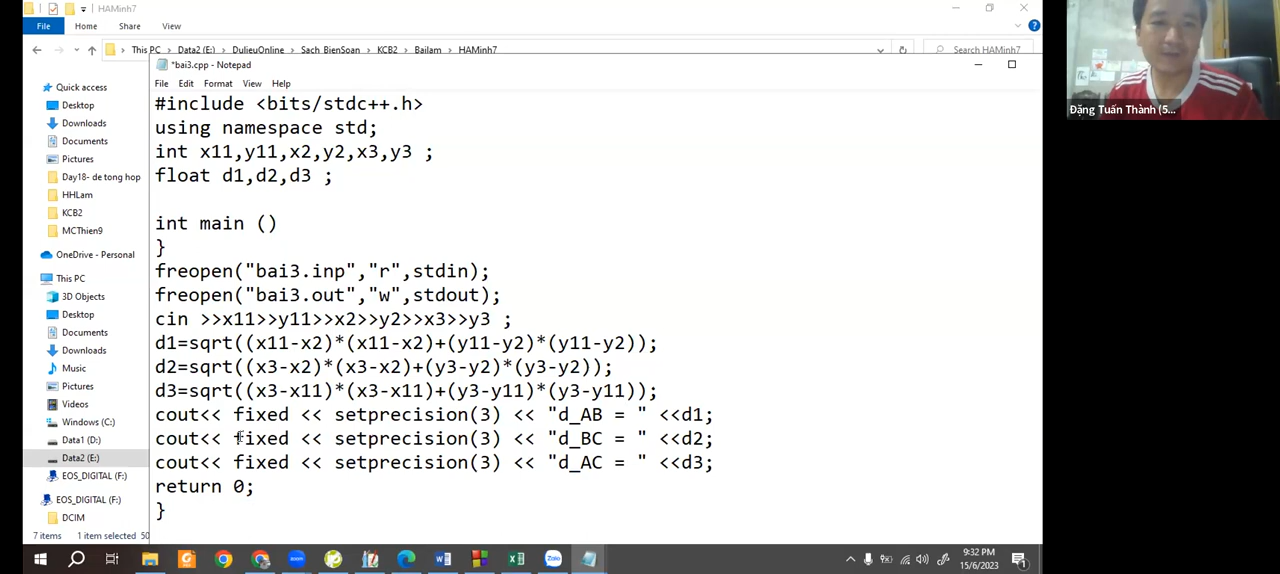 HAMinh7
File Home Share View
This PC Data2 (E:) DulieuOnline Sach_BienSoan KCB2 Bailam HAMinh7
Search HAMinh7
Quick access
Desktop
Downloads
Documents
Pictures
Day18- de tong hop
HHLam
KCB2
MCThien9
OneDrive - Personal
This PC
3D Objects
Desktop
Documents
Downloads
Music
Pictures
Videos
Windows (C:)
Data1 (D:)
Data2 (E:)
EOS_DIGITAL (F:)
EOS_DIGITAL (F:)
DCIM
7 items 1 item selected 50
*bai3.cpp - Notepad
File Edit Format View Help
#include <bits/stdc++.h>
using namespace std;
int x11,y11,x2,y2,x3,y3 ;
float d1,d2,d3 ;
int main ()
}
freopen("bai3.inp","r",stdin);
freopen("bai3.out","w",stdout);
cin >>x11>>y11>>x2>>y2>>x3>>y3 ;
d1=sqrt((x11-x2)*(x11-x2)+(y11-y2)*(y11-y2));
d2=sqrt((x3-x2)*(x3-x2)+(y3-y2)*(y3-y2));
d3=sqrt((x3-x11)*(x3-x11)+(y3-y11)*(y3-y11));
cout<< fixed << setprecision(3) << "d_AB = " <<d1;
cout<< fixed << setprecision(3) << "d_BC = " <<d2;
cout<< fixed << setprecision(3) << "d_AC = " <<d3;
return 0;
}
Đặng Tuấn Thành (5...
zoom
Zalo
9:32 PM
15/6/2023
1